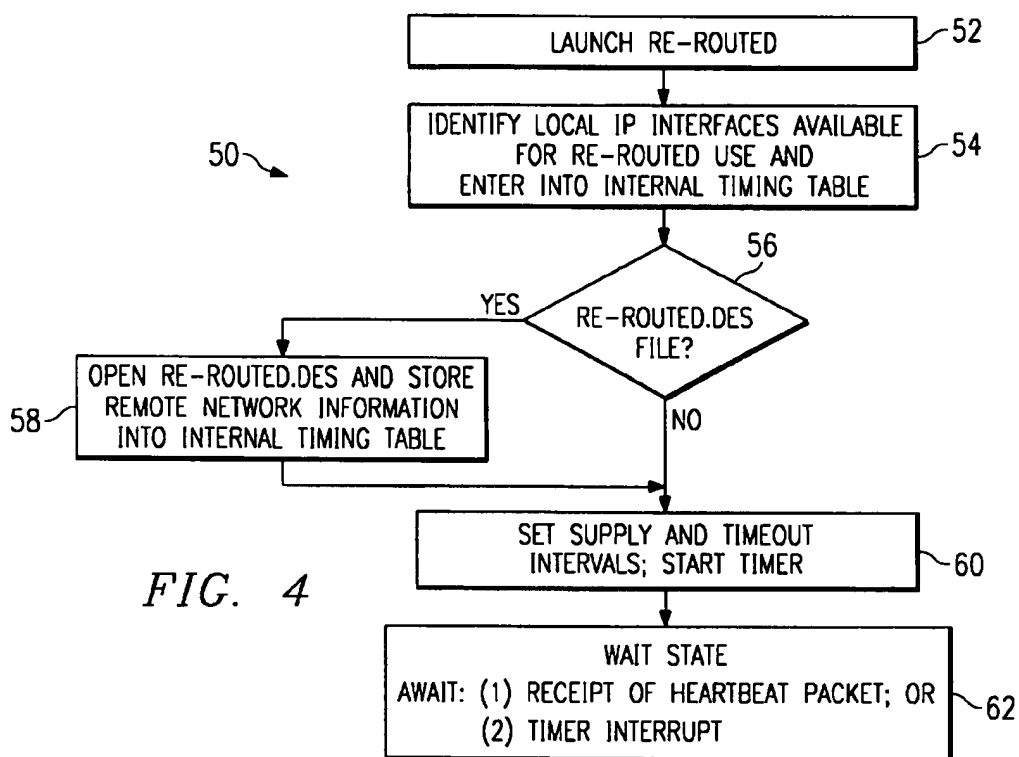 LAUNCH RE-ROUTED
52
IDENTIFY LOCAL IP INTERFACES AVAILABLE
FOR RE-ROUTED USE AND
ENTER INTO INTERNAL TIMING TABLE
54
50
56
RE-ROUTED.DES
FILE?
YES
NO
OPEN RE-ROUTED.DES AND STORE
REMOTE NETWORK INFORMATION
INTO INTERNAL TIMING TABLE
58
SET SUPPLY AND TIMEOUT
INTERVALS; START TIMER
60
FIG. 4
WAIT STATE
AWAIT: (1) RECEIPT OF HEARTBEAT PACKET; OR
(2) TIMER INTERRUPT
62